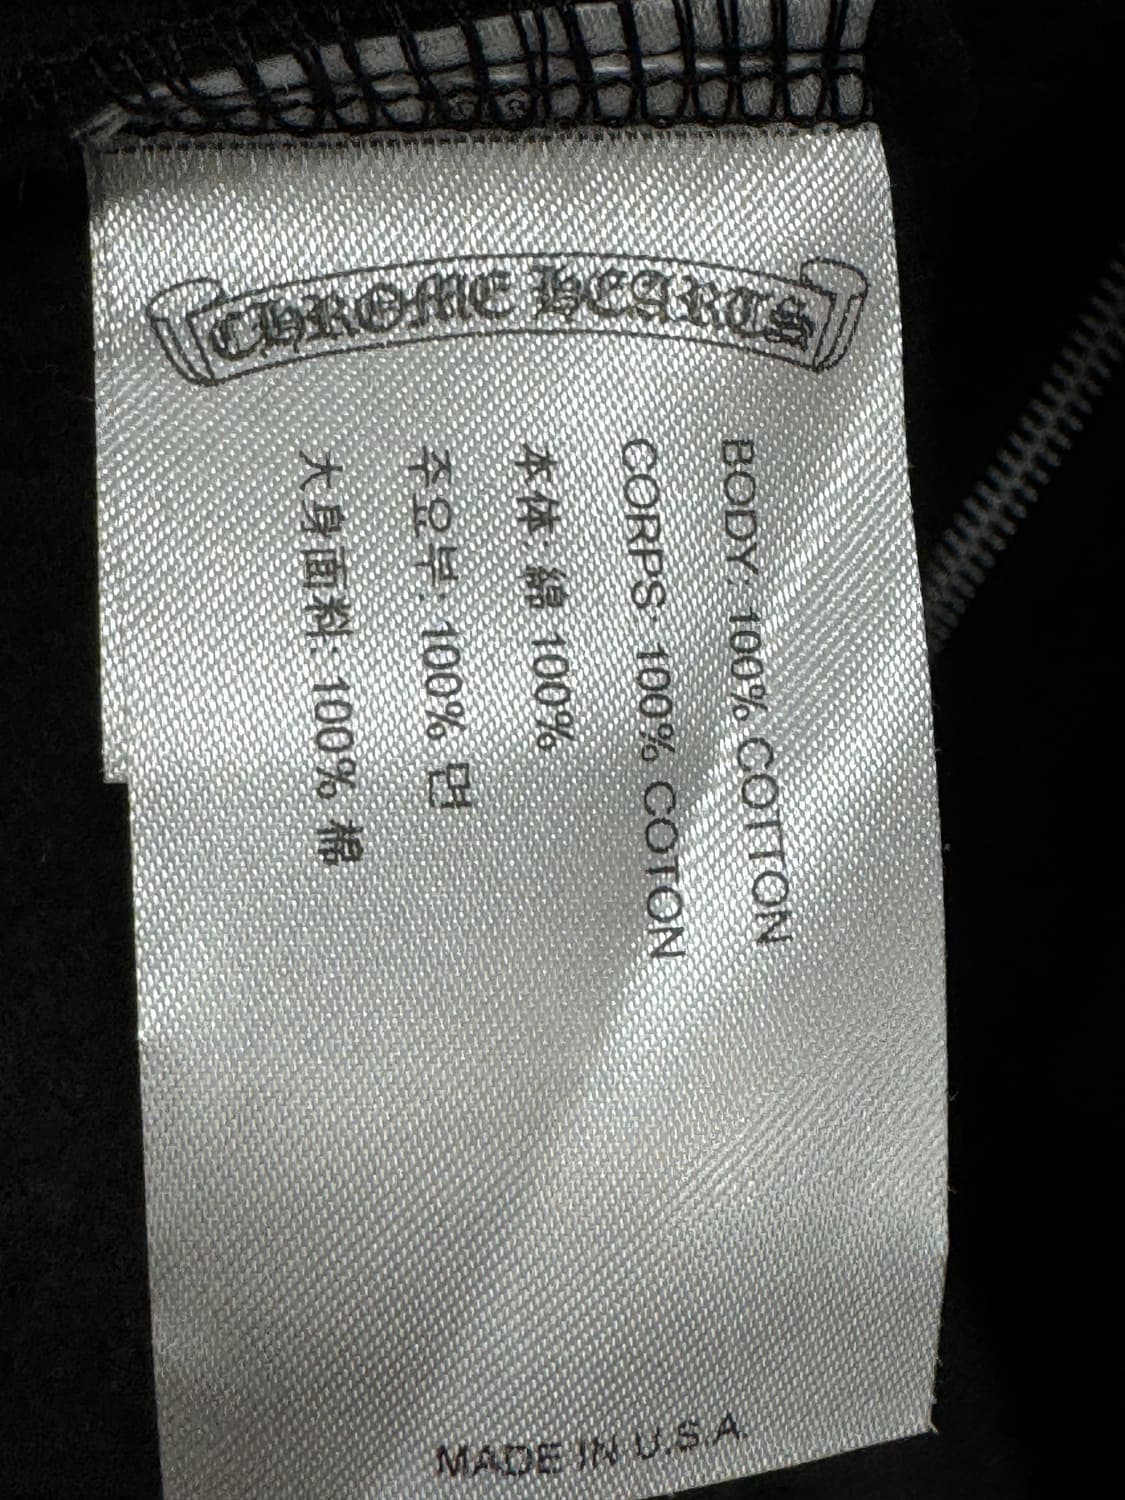 CHROME HEARTS
BODY: 100% COTTON
CORPS: 100% COTON
本体: 綿 100%
주요부: 100% 면
大身面料: 100% 棉
MADE IN U.S.A.